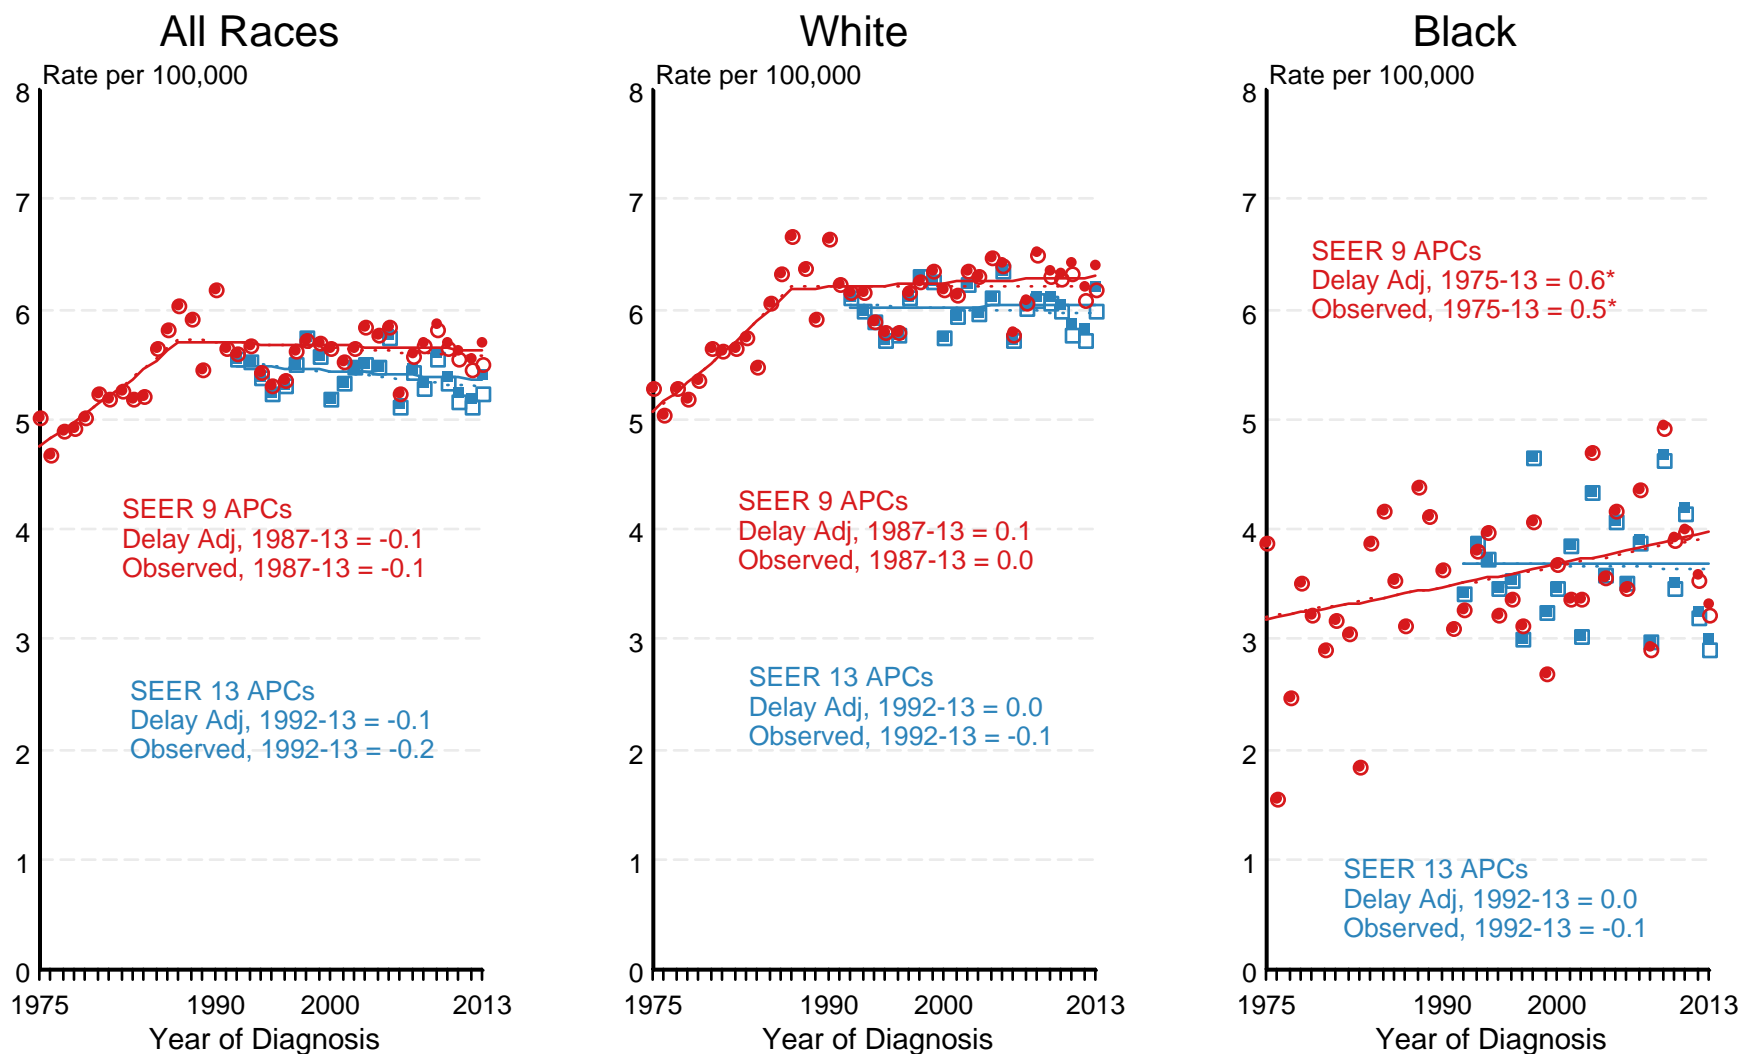 All Races
Rate per 100,000
8
7
6
5
4
3
2
1
0
SEER 9 APCs
Delay Adj, 1987-13 = -0.1
Observed, 1987-13 = -0.1
SEER 13 APCs
Delay Adj, 1992-13 = -0.1
Observed, 1992-13 = -0.2
1975 1990 2000 2013
Year of Diagnosis
White
Rate per 100,000
8
7
6
5
4
3
2
1
0
SEER 9 APCs
Delay Adj, 1987-13 = 0.1
Observed, 1987-13 = 0.0
SEER 13 APCs
Delay Adj, 1992-13 = 0.0
Observed, 1992-13 = -0.1
1975 1990 2000 2013
Year of Diagnosis
Black
Rate per 100,000
8
7
6
5
4
3
2
1
0
SEER 9 APCs
Delay Adj, 1975-13 = 0.6*
Observed, 1975-13 = 0.5*
SEER 13 APCs
Delay Adj, 1992-13 = 0.0
Observed, 1992-13 = -0.1
1975 1990 2000 2013
Year of Diagnosis